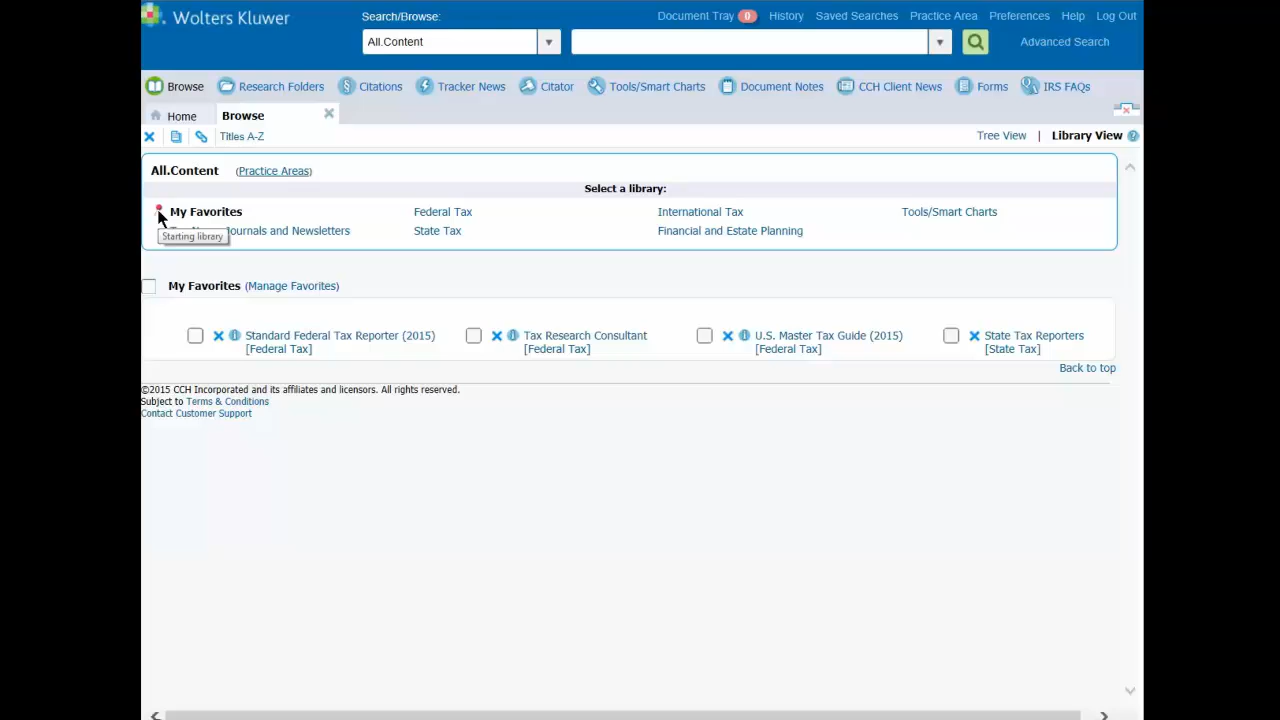 Wolters Kluwer
Search/Browse:
Document Tray 0 History Saved Searches Practice Area Preferences Help Log Out
All.Content
Advanced Search
Browse Research Folders Citations Tracker News Citator Tools/Smart Charts Document Notes CCH Client News Forms IRS FAQs
Home Browse
Titles A-Z
Tree View | Library View
All.Content (Practice Areas)
Select a library:
My Favorites Federal Tax International Tax Tools/Smart Charts
Journals and Newsletters State Tax Financial and Estate Planning
Starting library
My Favorites (Manage Favorites)
Standard Federal Tax Reporter (2015) Tax Research Consultant U.S. Master Tax Guide (2015) State Tax Reporters
[Federal Tax] [Federal Tax] [Federal Tax] [State Tax]
Back to top
©2015 CCH Incorporated and its affiliates and licensors. All rights reserved.
Subject to Terms & Conditions
Contact Customer Support